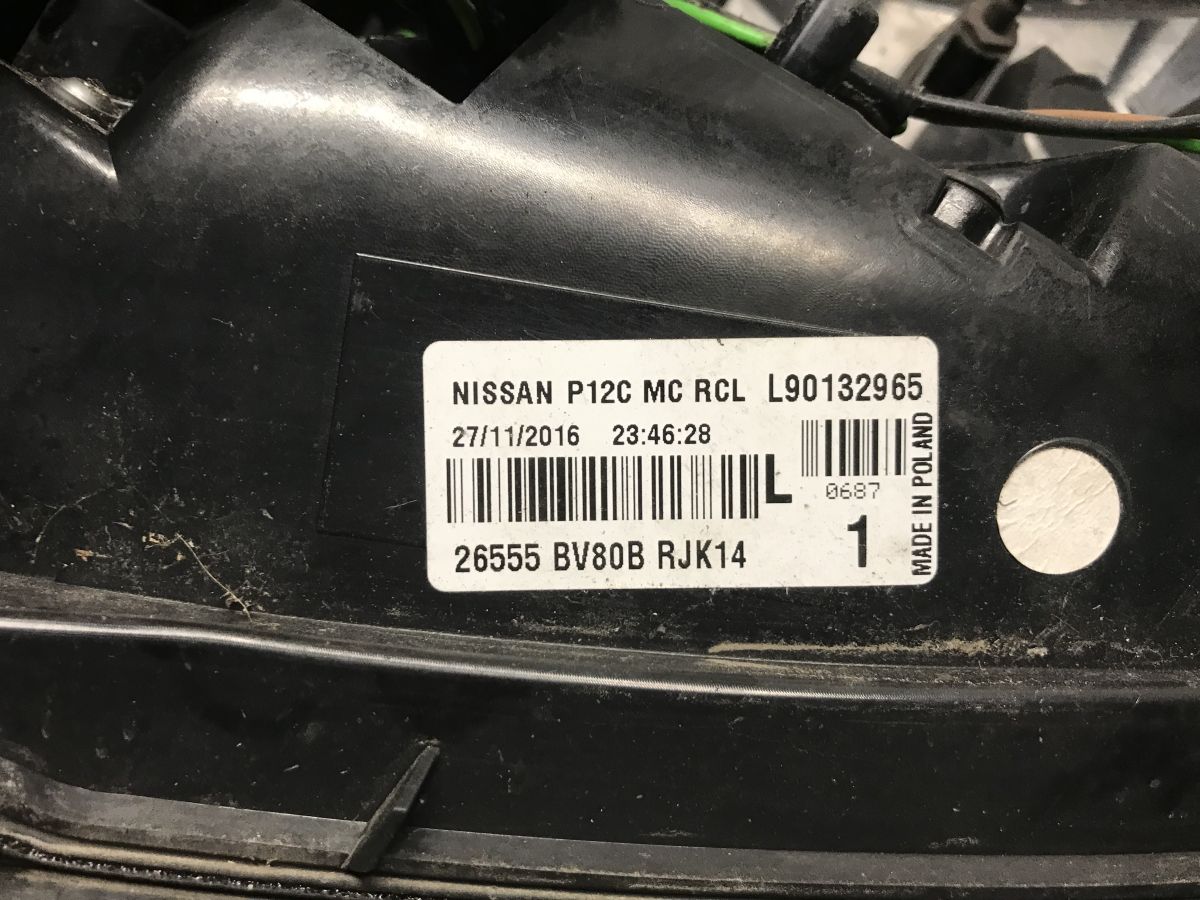 NISSAN P12C MC RCL L90132965
27/11/2016 23:46:28
L
0687
26555 BV80B RJK14
1
MADE IN POLAND